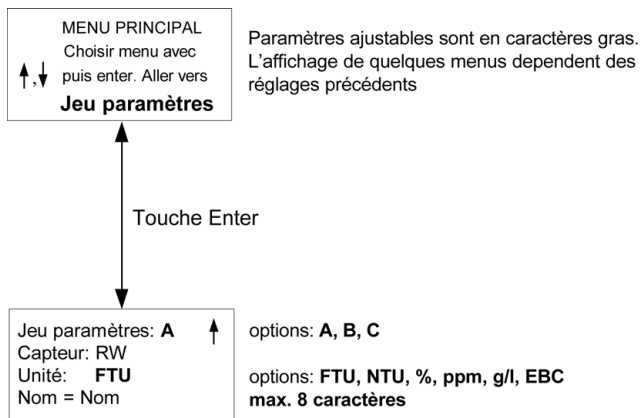 MENU PRINCIPAL
Choisir menu avec
↑,↓ puis enter. Aller vers
Jeu paramètres
Paramètres ajustables sont en caractères gras.
L'affichage de quelques menus dependent des
réglages précédents
Touche Enter
Jeu paramètres: A ↑
Capteur: RW
Unité: FTU
Nom = Nom
options: A, B, C
options: FTU, NTU, %, ppm, g/l, EBC
max. 8 caractères